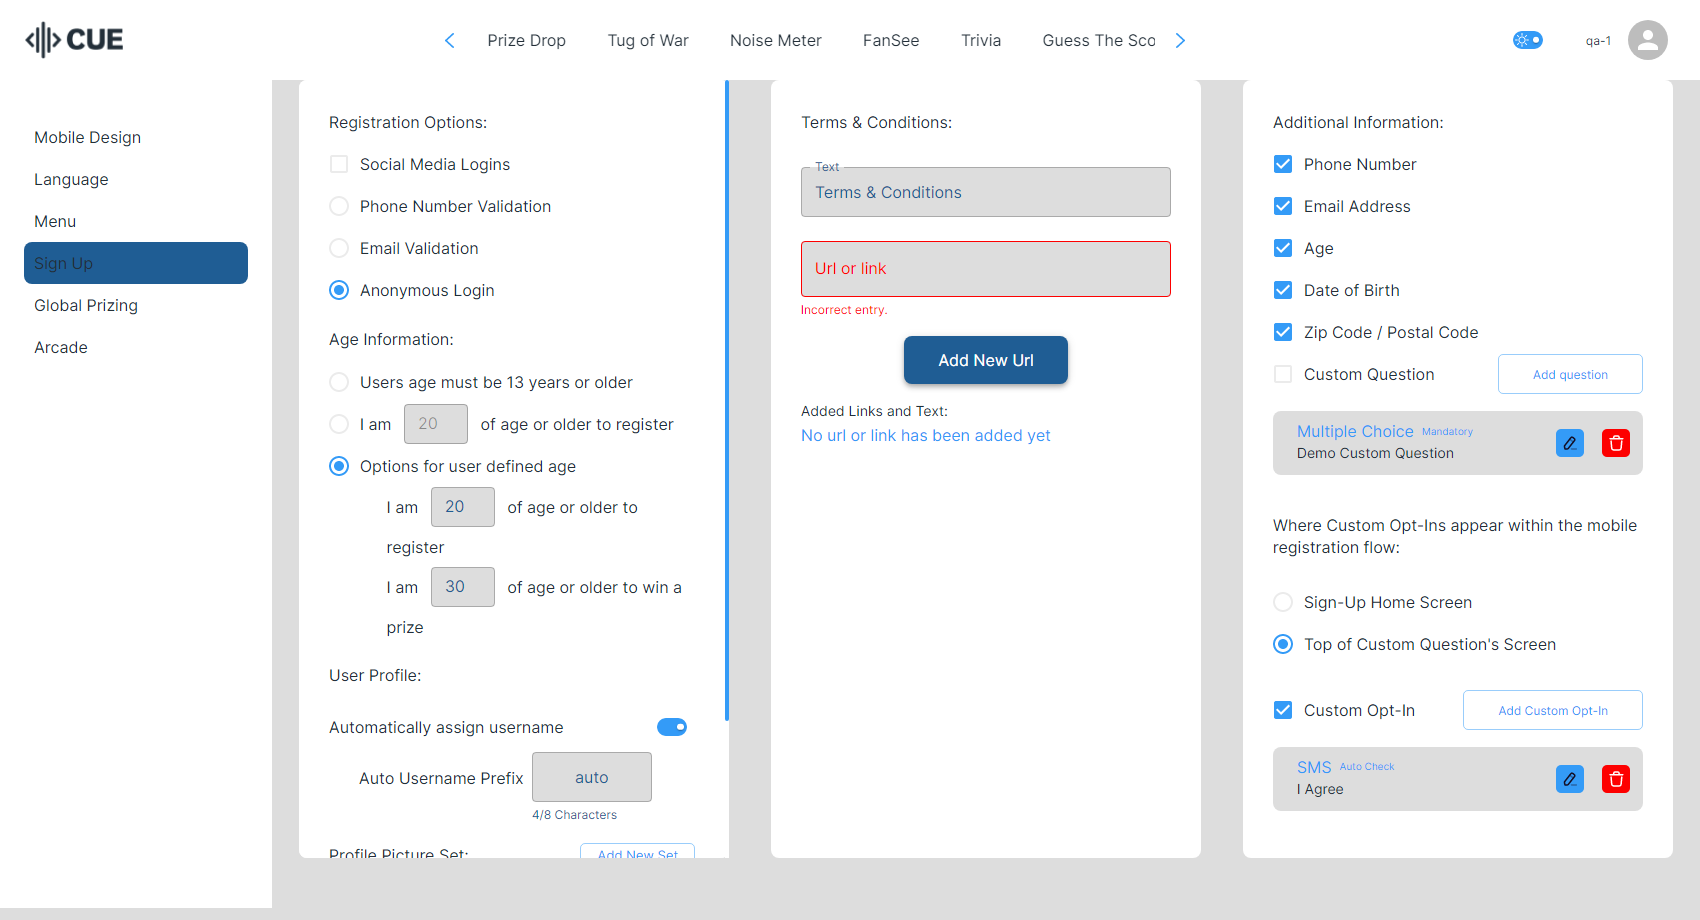 CUE
Prize Drop
Tug of War
Noise Meter
FanSee
Trivia
Guess The Sco
qa-1
Mobile Design
Language
Menu
Sign Up
Global Prizing
Arcade
Registration Options:
Social Media Logins
Phone Number Validation
Email Validation
Anonymous Login
Age Information:
Users age must be 13 years or older
I am 20 of age or older to register
Options for user defined age
I am 20 of age or older to
register
I am 30 of age or older to win a
prize
User Profile:
Automatically assign username
Auto Username Prefix auto
4/8 Characters
Profile Picture Set: Add New Set
Terms & Conditions:
Text
Terms & Conditions
Url or link
Incorrect entry.
Add New Url
Added Links and Text:
No url or link has been added yet
Additional Information:
Phone Number
Email Address
Age
Date of Birth
Zip Code / Postal Code
Custom Question Add question
Multiple Choice Mandatory
Demo Custom Question
Where Custom Opt-Ins appear within the mobile
registration flow:
Sign-Up Home Screen
Top of Custom Question's Screen
Custom Opt-In Add Custom Opt-In
SMS Auto Check
I Agree